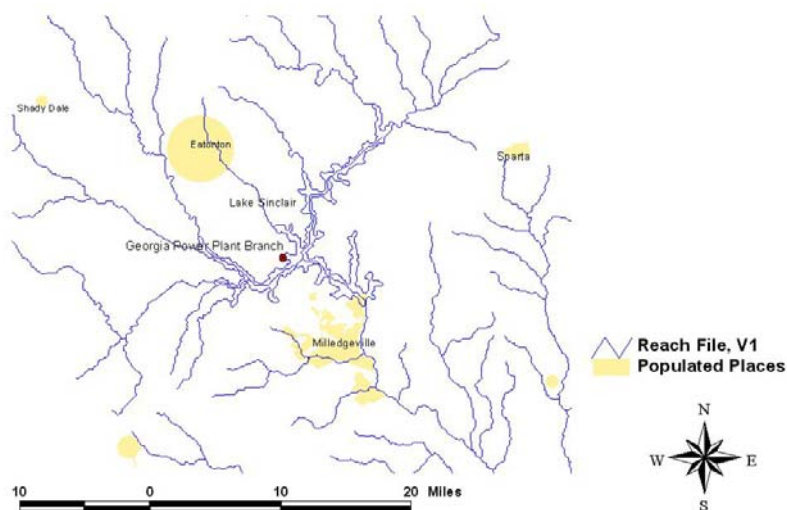 Shady Dale
Eatonton
Sparta
Lake Sinclair
Georgia Power Plant Branch
Milledgeville
Reach File, V1
Populated Places
N
W E
S
10 0 10 20 Miles